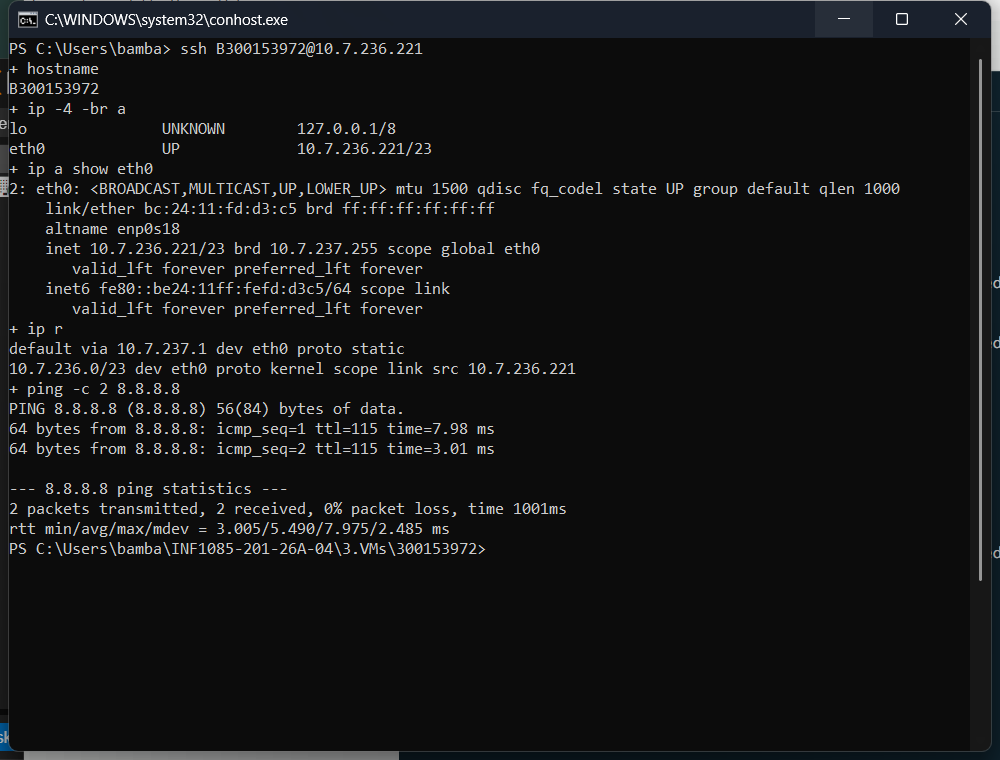 C:\WINDOWS\system32\conhost.exe
PS C:\Users\bamba> ssh B300153972@10.7.236.221
+ hostname
B300153972
+ ip -4 -br a
lo               UNKNOWN        127.0.0.1/8
eth0             UP             10.7.236.221/23
+ ip a show eth0
2: eth0: <BROADCAST,MULTICAST,UP,LOWER_UP> mtu 1500 qdisc fq_codel state UP group default qlen 1000
    link/ether bc:24:11:fd:d3:c5 brd ff:ff:ff:ff:ff:ff
    altname enp0s18
    inet 10.7.236.221/23 brd 10.7.237.255 scope global eth0
       valid_lft forever preferred_lft forever
    inet6 fe80::be24:11ff:fefd:d3c5/64 scope link
       valid_lft forever preferred_lft forever
+ ip r
default via 10.7.237.1 dev eth0 proto static
10.7.236.0/23 dev eth0 proto kernel scope link src 10.7.236.221
+ ping -c 2 8.8.8.8
PING 8.8.8.8 (8.8.8.8) 56(84) bytes of data.
64 bytes from 8.8.8.8: icmp_seq=1 ttl=115 time=7.98 ms
64 bytes from 8.8.8.8: icmp_seq=2 ttl=115 time=3.01 ms

--- 8.8.8.8 ping statistics ---
2 packets transmitted, 2 received, 0% packet loss, time 1001ms
rtt min/avg/max/mdev = 3.005/5.490/7.975/2.485 ms
PS C:\Users\bamba\INF1085-201-26A-04\3.VMs\300153972>